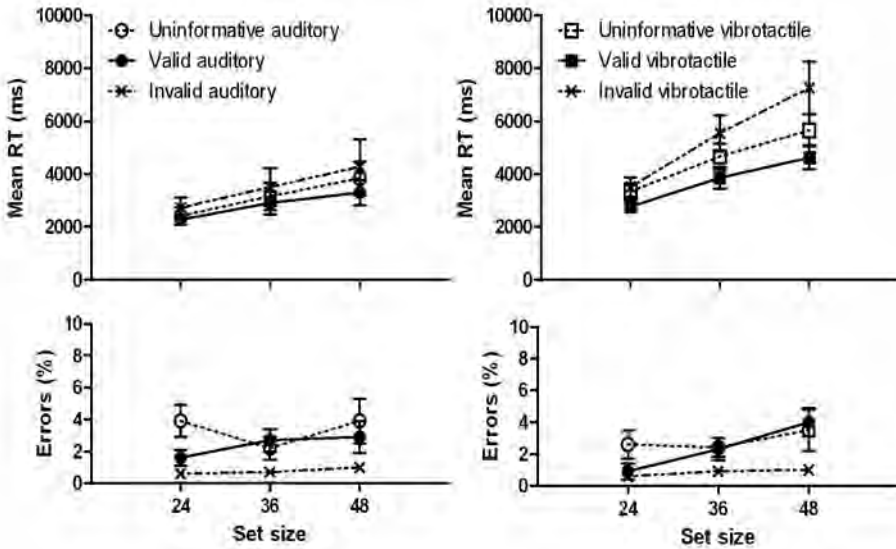 10000
8000
6000
4000
2000
0
Mean RT (ms)
Uninformative auditory
Valid auditory
Invalid auditory
10000
8000
6000
4000
2000
0
Mean RT (ms)
Uninformative vibrotactile
Valid vibrotactile
Invalid vibrotactile
10
8
6
4
2
0
Errors (%)
24 36 48
Set size
10
8
6
4
2
0
Errors (%)
24 36 48
Set size